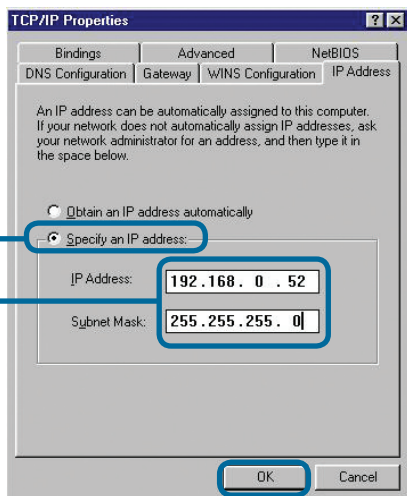 TCP/IP Properties ? ×
Bindings Advanced NetBIOS
DNS Configuration Gateway WINS Configuration IP Address
An IP address can be automatically assigned to this computer.
If your network does not automatically assign IP addresses, ask
your network administrator for an address, and then type it in
the space below.
Obtain an IP address automatically
Specify an IP address:
IP Address: 192.168. 0 . 52
Subnet Mask: 255.255.255. 0
OK Cancel